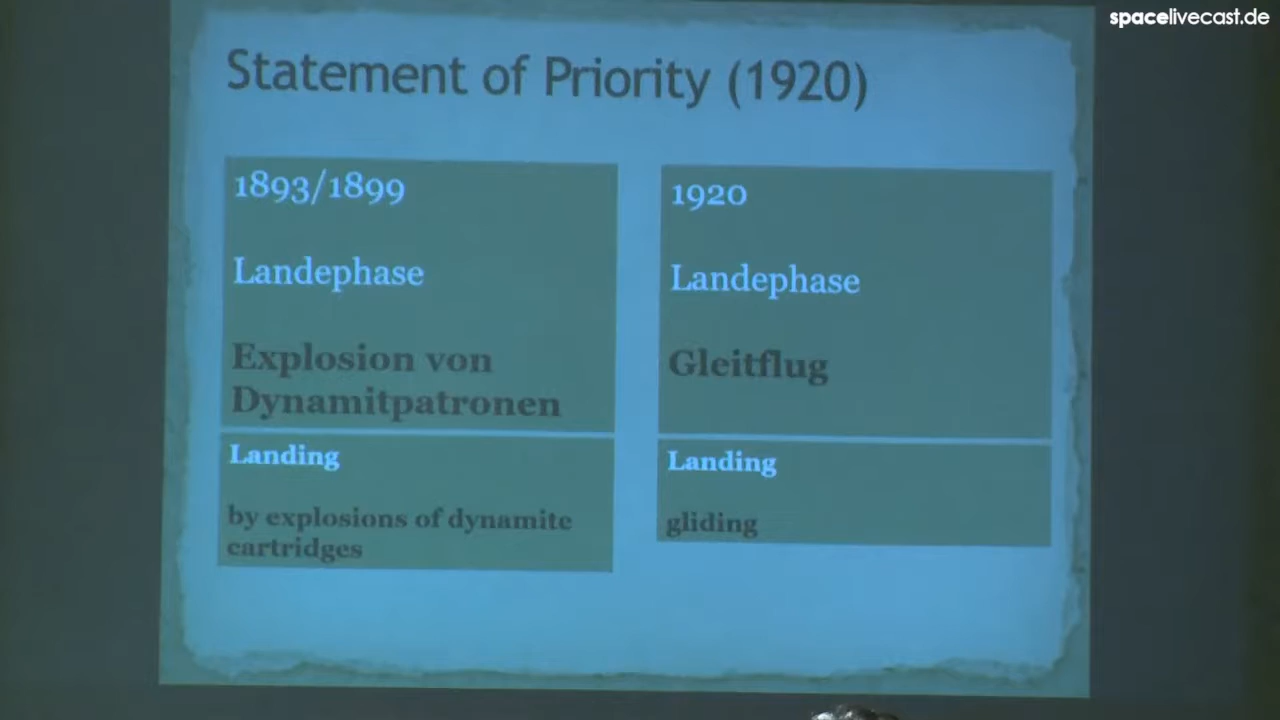 spacelivecast.de
Statement of Priority (1920)
1893/1899
Landephase
Explosion von
Dynamitpatronen
Landing
by explosions of dynamite
cartridges
1920
Landephase
Gleitflug
Landing
gliding